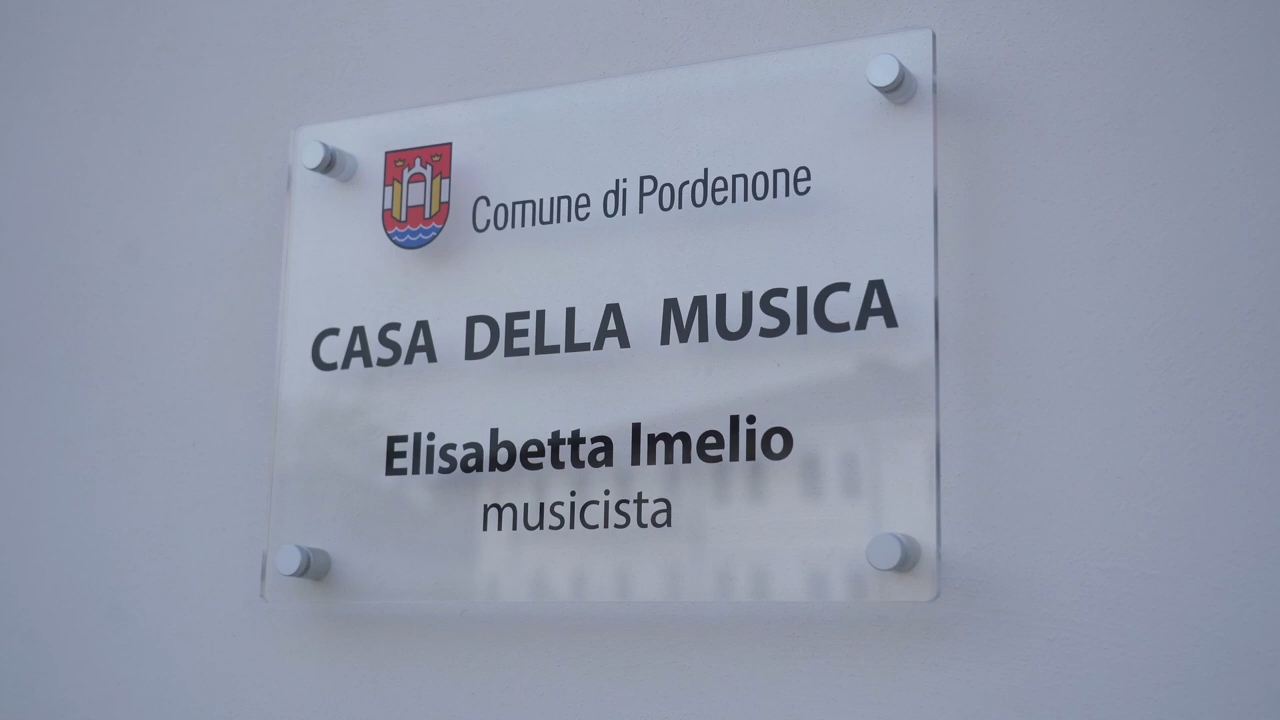 Comune di Pordenone
CASA DELLA MUSICA
Elisabetta Imelio
musicista